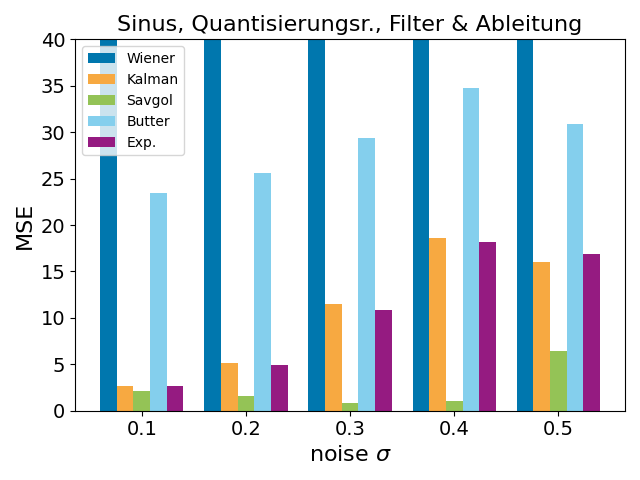 Sinus, Quantisierungsr., Filter & Ableitung
40
35
30
25
20
15
10
5
0
MSE
Wiener
Kalman
Savgol
Butter
Exp.
0.1 0.2 0.3 0.4 0.5
noise σ